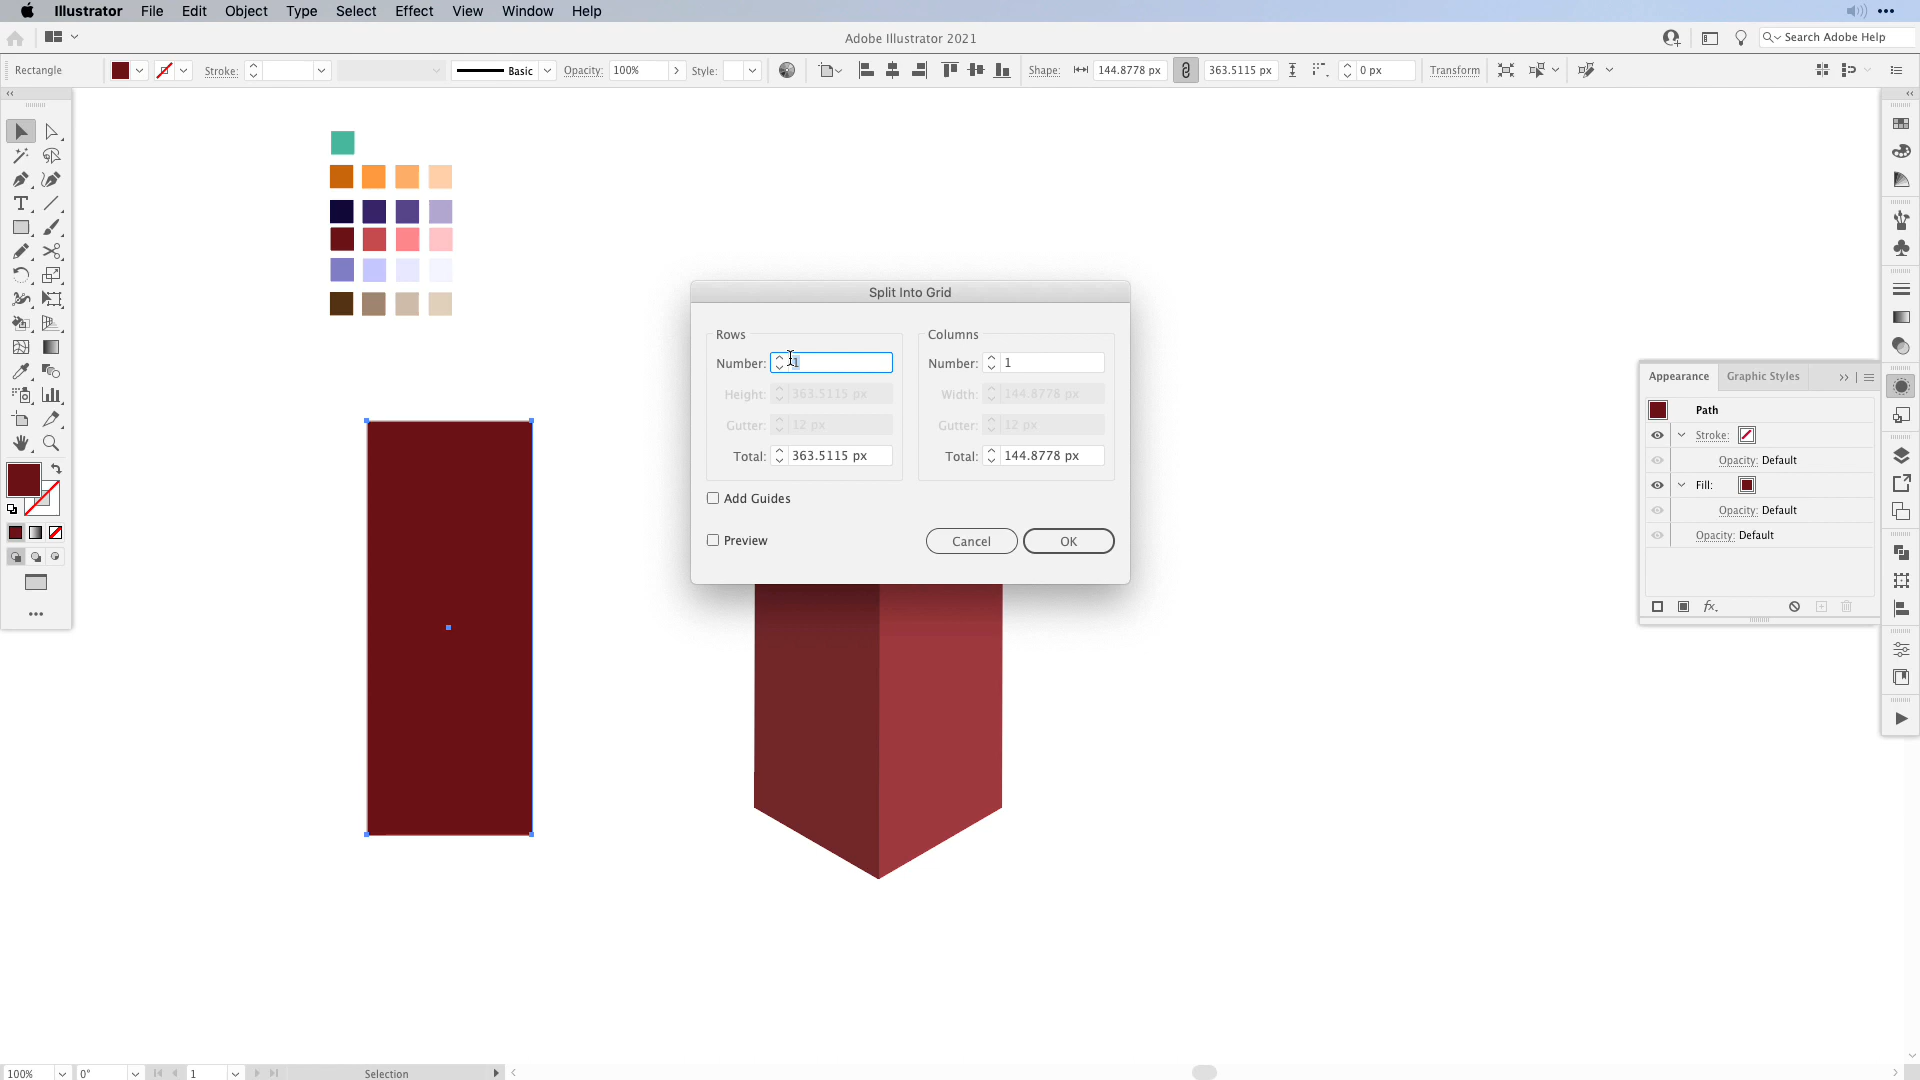 Illustrator File Edit Object Type Select Effect View Window Help
Adobe Illustrator 2021
Search Adobe Help
Rectangle Stroke: Basic Opacity: 100% Style: Shape: 144.8778 px 363.5115 px 0 px Transform
Split Into Grid
Rows
Number: 1
Height: 363.5115 px
Gutter: 12 px
Total: 363.5115 px
Columns
Number: 1
Width: 144.8778 px
Gutter: 12 px
Total: 144.8778 px
Add Guides
Preview
Cancel
OK
Appearance Graphic Styles
Path
Stroke:
Opacity: Default
Fill:
Opacity: Default
Opacity: Default
fx
100% 0° 1 Selection